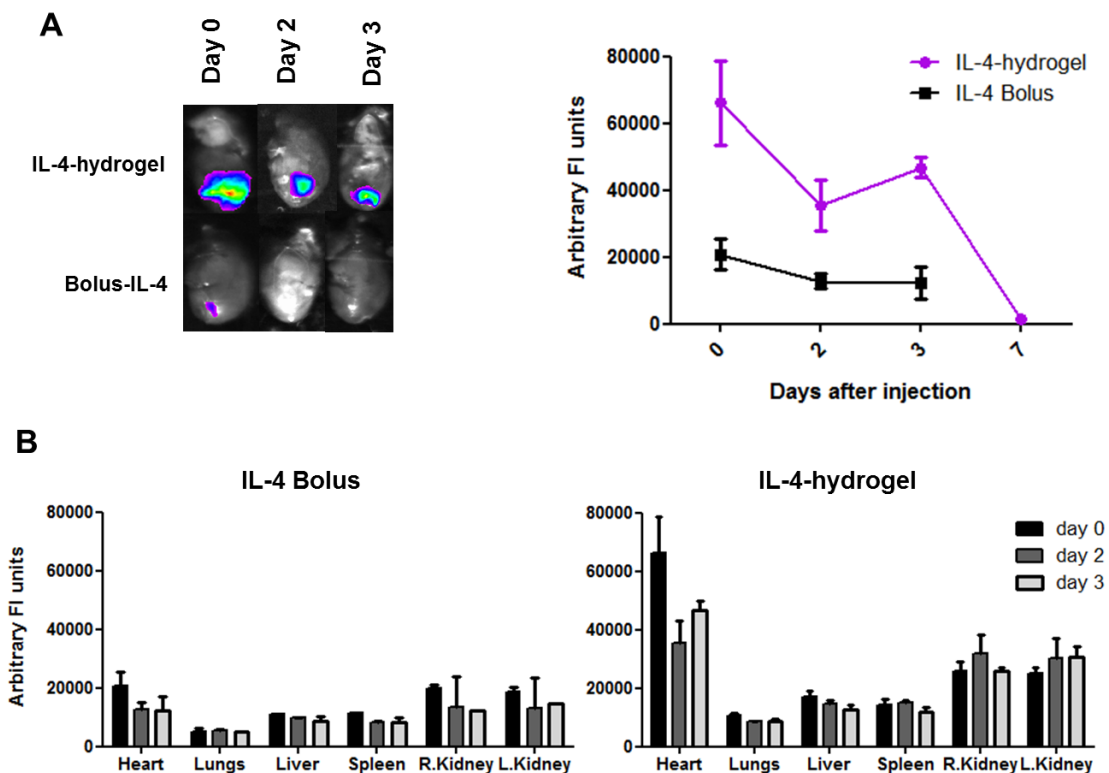 A
Day 0
Day 2
Day 3
IL-4-hydrogel
Bolus-IL-4
80000
60000
40000
20000
0
Arbitrary FI units
IL-4-hydrogel
IL-4 Bolus
0 2 3 7
Days after injection
B
IL-4 Bolus
80000
60000
40000
20000
0
Arbitrary FI units
Heart Lungs Liver Spleen R.Kidney L.Kidney
IL-4-hydrogel
80000
60000
40000
20000
0
day 0
day 2
day 3
Heart Lungs Liver Spleen R.Kidney L.Kidney